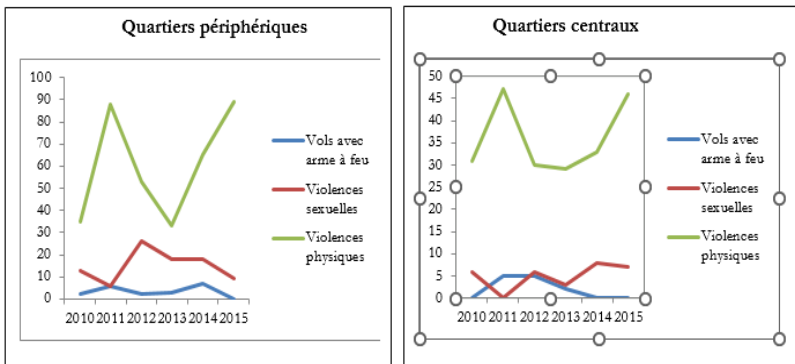 Quartiers périphériques
100
90
80
70
60
50
40
30
20
10
0
2010 2011 2012 2013 2014 2015
Vols avec
arme à feu
Violences
sexuelles
Violences
physiques
Quartiers centraux
50
45
40
35
30
25
20
15
10
5
0
2010 2011 2012 2013 2014 2015
Vols avec
arme à feu
Violences
sexuelles
Violences
physiques